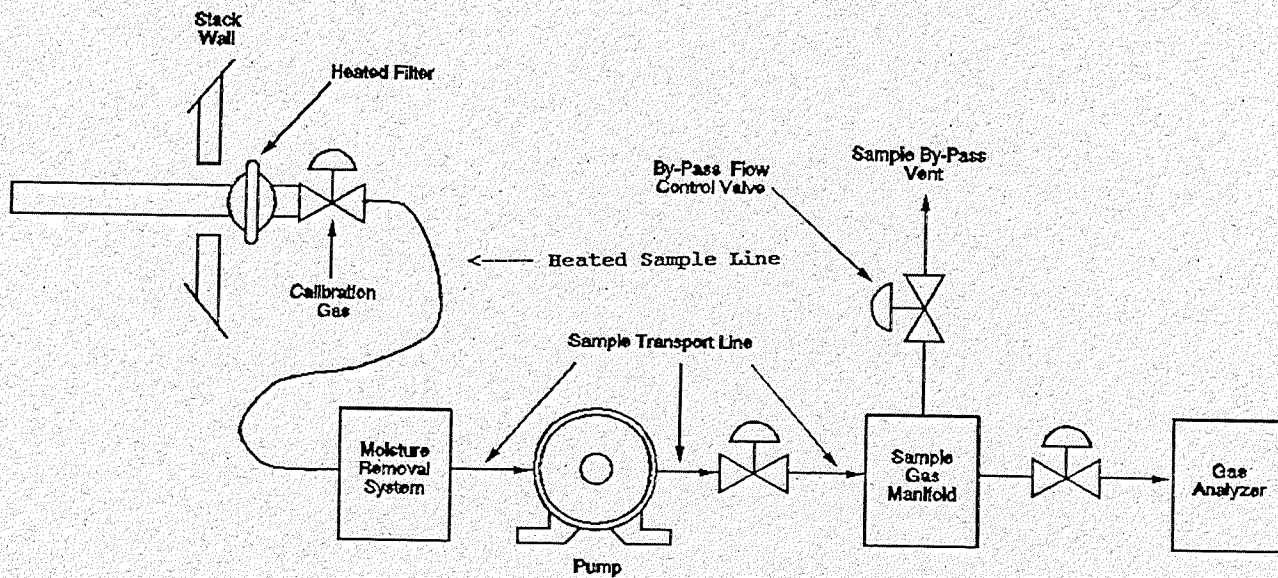 Stack
Wall
Heated Filter
By-Pass Flow
Control Valve
Sample By-Pass
Vent
<---- Heated Sample Line
Calibration
Gas
Sample Transport Line
Moisture
Removal
System
Sample
Gas
Manifold
Gas
Analyzer
Pump